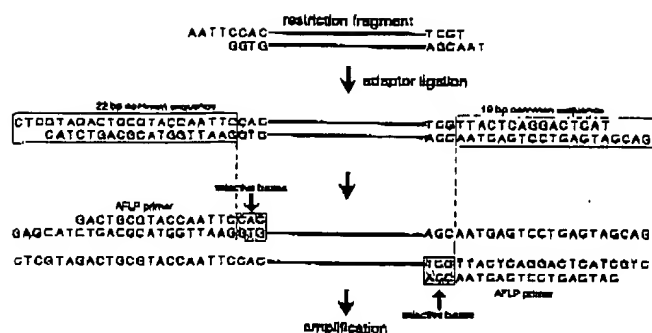 restriction fragment
AATTCCAC TCGT
GGTG AGCAAT
adaptor ligation
22 bp common sequence 19 bp common sequence
CTCGTAGACTGCGTACCAATTCCAC TCGTTACTCAGGACTCAT
CATCTGACGCATGGTTAAGGTG AGCAATGAGTCCTGAGTAGCAG
selective bases
AFLP primer
GACTGCGTACCAATTCCAC
GAGCATCTGACGCATGGTTAAGGTG AGCAATGAGTCCTGAGTAGCAG
CTCGTAGACTGCGTACCAATTCCAC TCGTTACTCAGGACTCATCGTC
AGCAATGAGTCCTGAGTAG
AFLP primer
selective bases
amplification